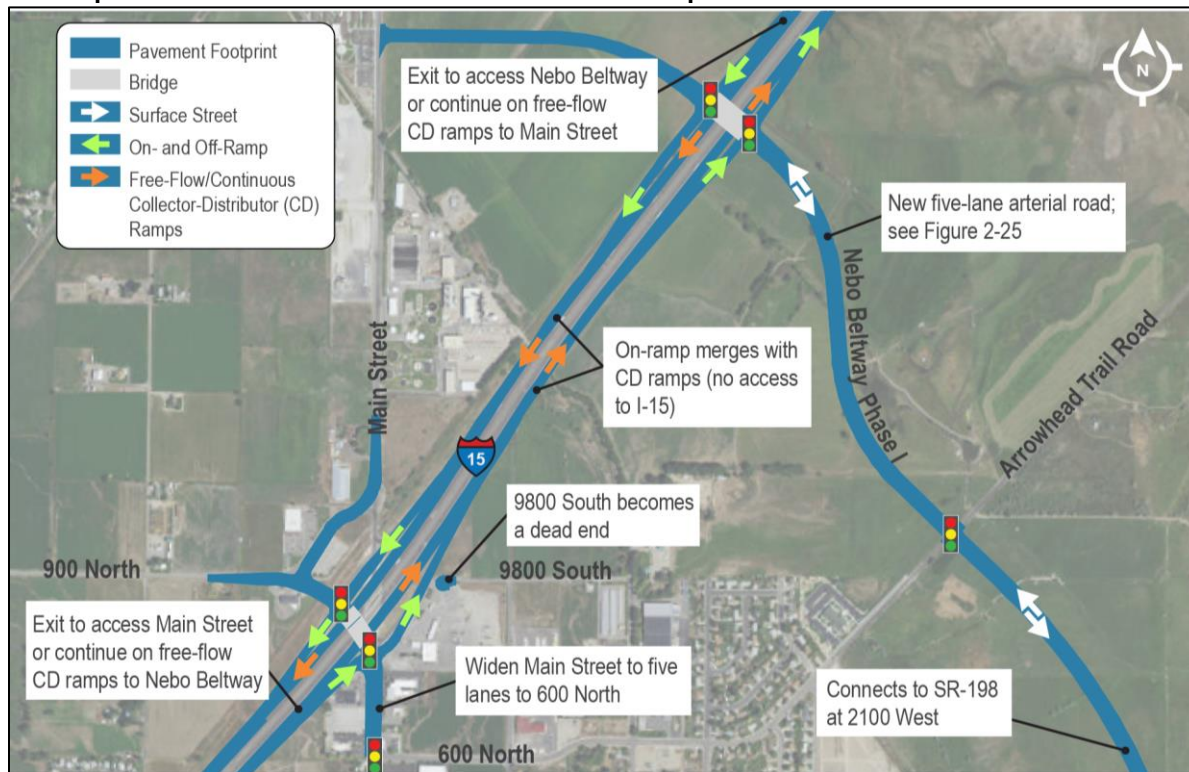 Pavement Footprint
Bridge
Surface Street
On- and Off-Ramp
Free-Flow/Continuous
Collector-Distributor (CD)
Ramps
Exit to access Nebo Beltway
or continue on free-flow
CD ramps to Main Street
N
New five-lane arterial road;
see Figure 2-25
Nebo Beltway Phase I
Arrowhead Trail Road
Main Street
On-ramp merges with
CD ramps (no access
to I-15)
15
9800 South becomes
a dead end
900 North
9800 South
Exit to access Main Street
or continue on free-flow
CD ramps to Nebo Beltway
Widen Main Street to five
lanes to 600 North
Connects to SR-198
at 2100 West
600 North